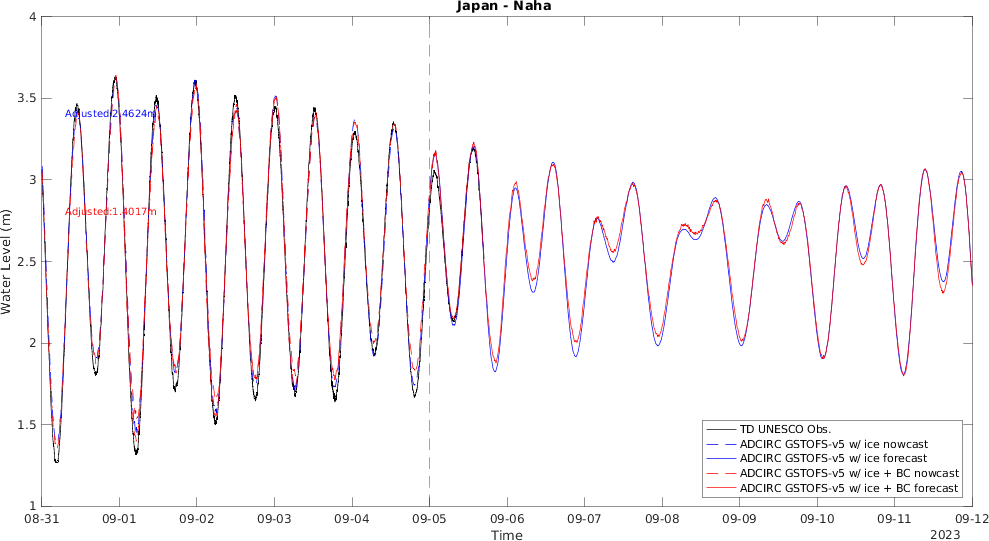 Japan - Naha
4
3.5
3
2.5
2
1.5
1
Water Level (m)
Adjusted:2.4624m
Adjusted:1.4017m
TD UNESCO Obs.
ADCIRC GSTOFS-v5 w/ ice nowcast
ADCIRC GSTOFS-v5 w/ ice forecast
ADCIRC GSTOFS-v5 w/ ice + BC nowcast
ADCIRC GSTOFS-v5 w/ ice + BC forecast
08-31 09-01 09-02 09-03 09-04 09-05 09-06 09-07 09-08 09-09 09-10 09-11 09-12
Time
2023